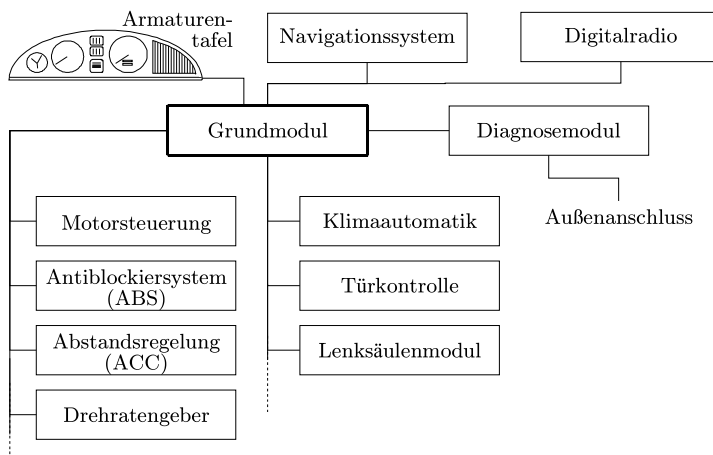 Armaturen-
tafel
Navigationssystem
Digitalradio
Grundmodul
Diagnosemodul
Außenanschluss
Motorsteuerung
Klimaautomatik
Antiblockiersystem
(ABS)
Türkontrolle
Abstandsregelung
(ACC)
Lenksäulenmodul
Drehratengeber